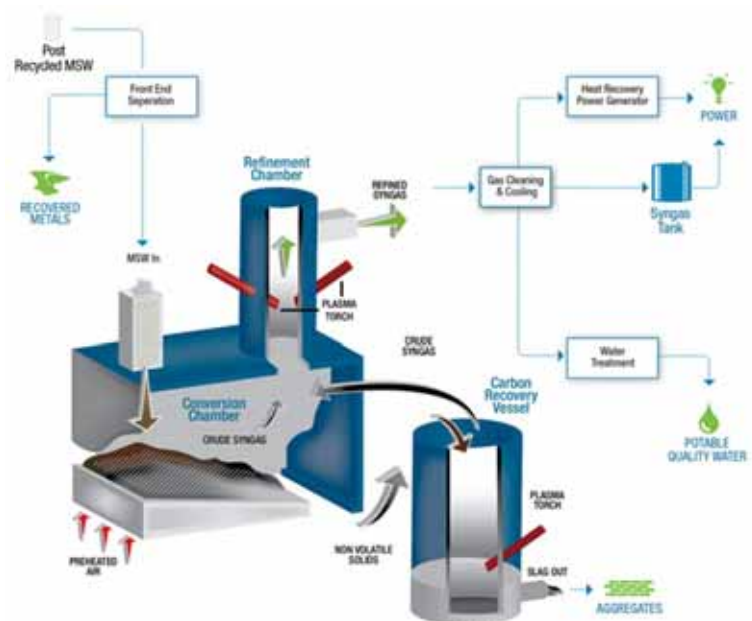 Post
Recycled MSW
Front End
Seperation
RECOVERED
METALS
MSW In
Refinement
Chamber
REFINED
SYNGAS
PLASMA
TORCH
Heat Recovery
Power Generator
POWER
Gas Cleaning
& Cooling
Syngas
Tank
Water
Treatment
POTABLE
QUALITY WATER
CRUDE
SYNGAS
Carbon
Recovery
Vessel
Conversion
Chamber
CRUDE SYNGAS
PREHEATED
AIR
NON VOLATILE
SOLIDS
PLASMA
TORCH
SLAG OUT
AGGREGATES